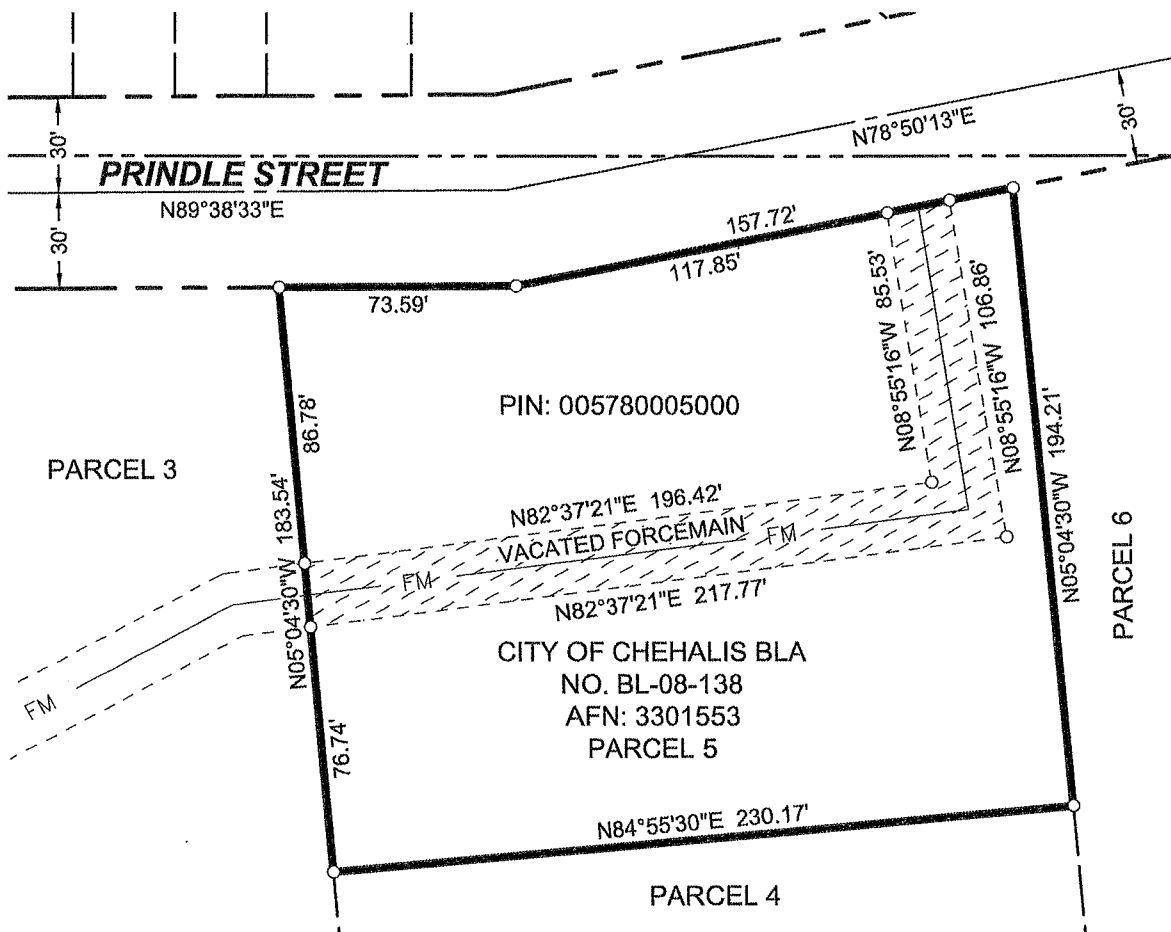 30'
PRINDLE STREET
N89°38'33"E
30'
N78°50'13"E
30'
157.72'
117.85'
73.59'
N08°55'16"W 85.53'
N08°55'16"W 106.86'
N05°04'30"W 194.21'
86.78'
PIN: 005780005000
PARCEL 3
N05°04'30"W 183.54'
N82°37'21"E 196.42'
VACATED FORCEMAIN
FM
FM
FM
N82°37'21"E 217.77'
PARCEL 6
CITY OF CHEHALIS BLA
NO. BL-08-138
AFN: 3301553
PARCEL 5
76.74'
N84°55'30"E 230.17'
PARCEL 4